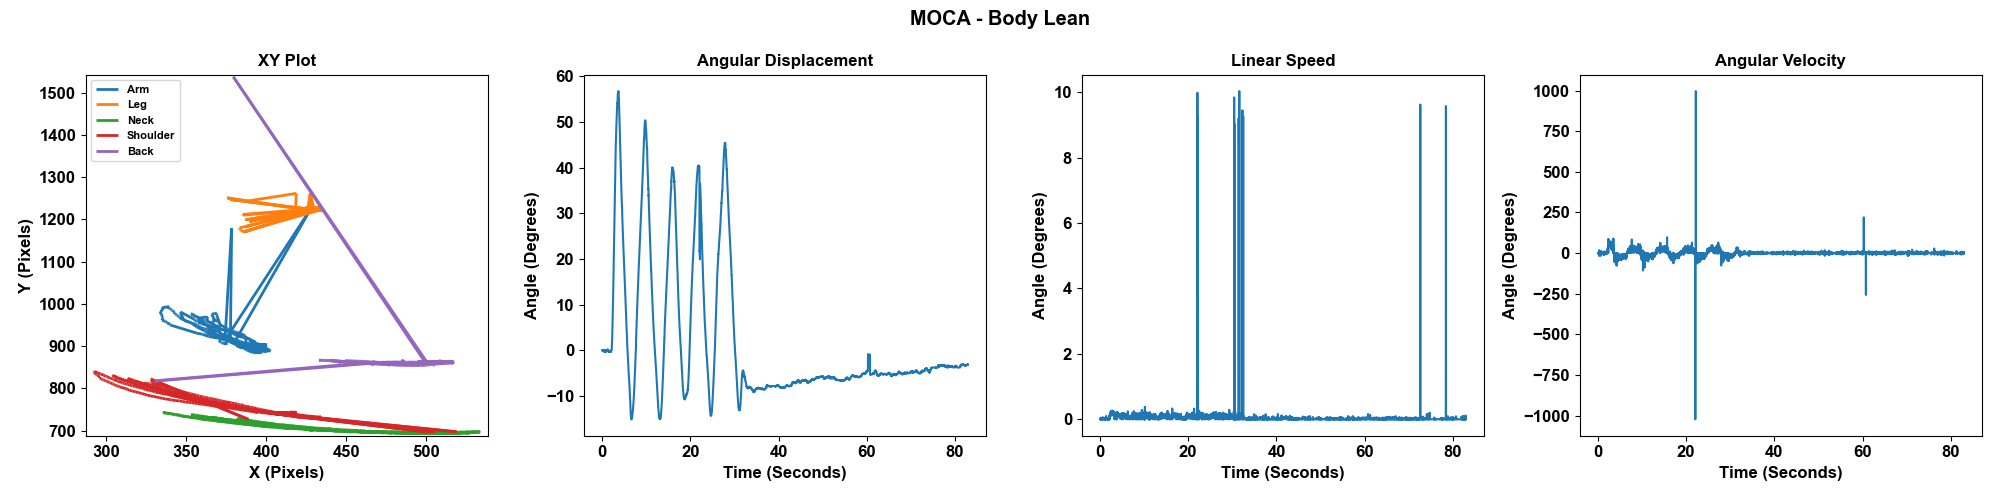 MOCA - Body Lean
XY Plot
Arm
Leg
Neck
Shoulder
Back
1500
1400
1300
1200
1100
1000
900
800
700
Y (Pixels)
300 350 400 450 500
X (Pixels)
Angular Displacement
60
50
40
30
20
10
0
−10
Angle (Degrees)
0 20 40 60 80
Time (Seconds)
Linear Speed
10
8
6
4
2
0
Angle (Degrees)
0 20 40 60 80
Time (Seconds)
Angular Velocity
1000
750
500
250
0
−250
−500
−750
−1000
Angle (Degrees)
0 20 40 60 80
Time (Seconds)